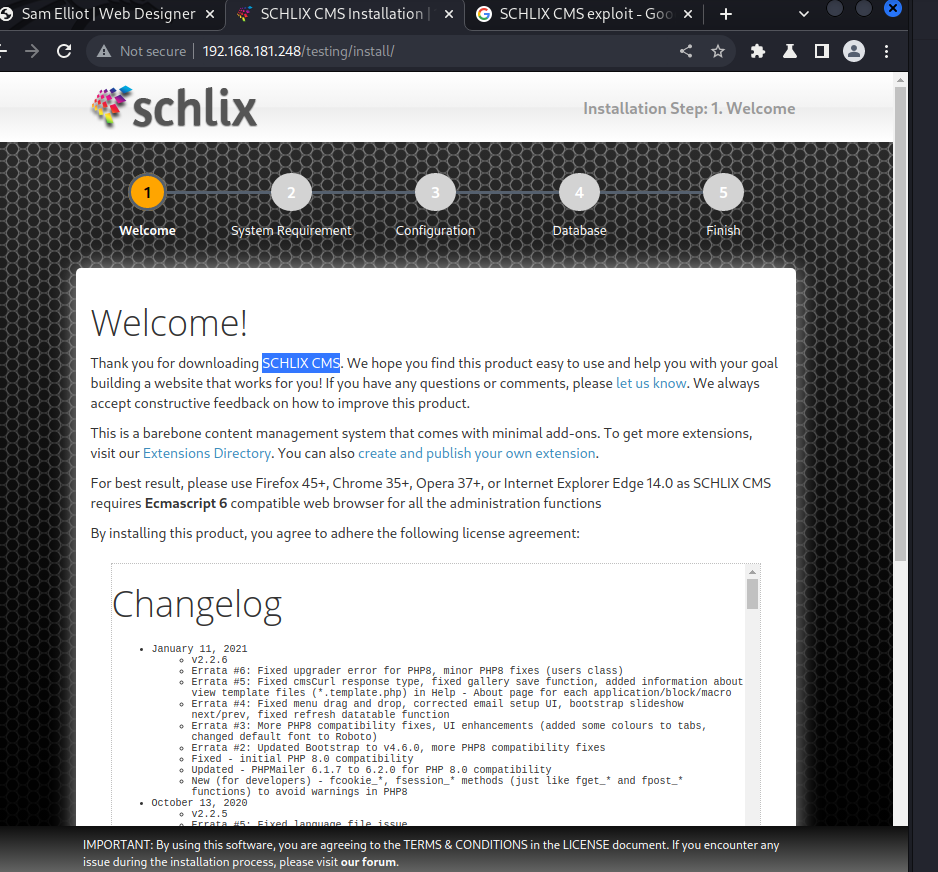 Sam Elliot | Web Designer
SCHLIX CMS Installation |
SCHLIX CMS exploit - Goo
Not secure
192.168.181.248/testing/install/
schlix
Installation Step: 1. Welcome
1
2
3
4
5
Welcome
System Requirement
Configuration
Database
Finish
Welcome!
Thank you for downloading SCHLIX CMS. We hope you find this product easy to use and help you with your goal
building a website that works for you! If you have any questions or comments, please let us know. We always
accept constructive feedback on how to improve this product.
This is a barebone content management system that comes with minimal add-ons. To get more extensions,
visit our Extensions Directory. You can also create and publish your own extension.
For best result, please use Firefox 45+, Chrome 35+, Opera 37+, or Internet Explorer Edge 14.0 as SCHLIX CMS
requires Ecmascript 6 compatible web browser for all the administration functions
By installing this product, you agree to adhere the following license agreement:
Changelog
January 11, 2021
v2.2.6
Errata #6: Fixed upgrader error for PHP8, minor PHP8 fixes (users class)
Errata #5: Fixed cmsCurl response type, fixed gallery save function, added information about
view template files (*.template.php) in Help - About page for each application/block/macro
Errata #4: Fixed menu drag and drop, corrected email setup UI, bootstrap slideshow
next/prev, fixed refresh datatable function
Errata #3: More PHP8 compatibility fixes, UI enhancements (added some colours to tabs,
changed default font to Roboto)
Errata #2: Updated Bootstrap to v4.6.0, more PHP8 compatibility fixes
Fixed - initial PHP 8.0 compatibility
Updated - PHPMailer 6.1.7 to 6.2.0 for PHP 8.0 compatibility
New (for developers) - fcookie_*, fsession_* methods (just like fget_* and fpost_*
functions) to avoid warnings in PHP8
October 13, 2020
v2.2.5
Errata #5: Fixed language file issue
IMPORTANT: By using this software, you are agreeing to the TERMS & CONDITIONS in the LICENSE document. If you encounter any
issue during the installation process, please visit our forum.